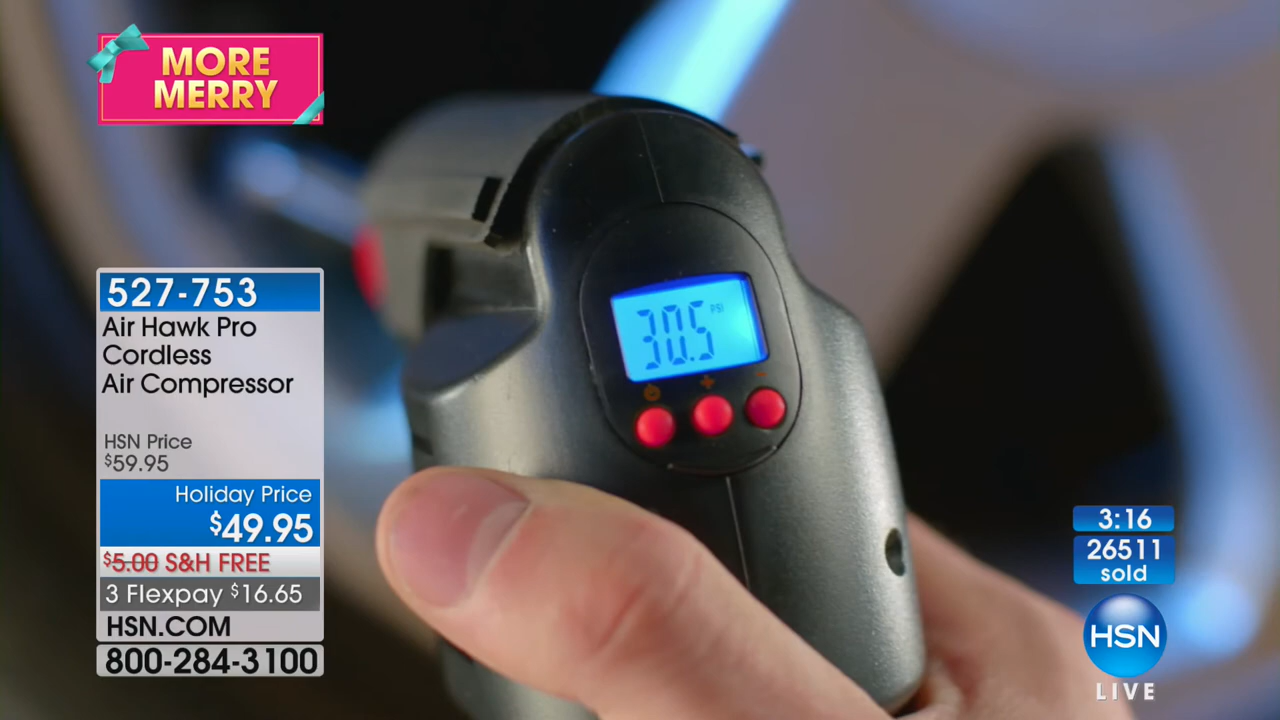 MORE
MERRY
527-753
Air Hawk Pro
Cordless
Air Compressor
HSN Price
$59.95
Holiday Price
$49.95
$5.00 S&H FREE
3 Flexpay $16.65
HSN.COM
800-284-3100
30.5 PSI
+ -
3:16
26511
sold
HSN
LIVE